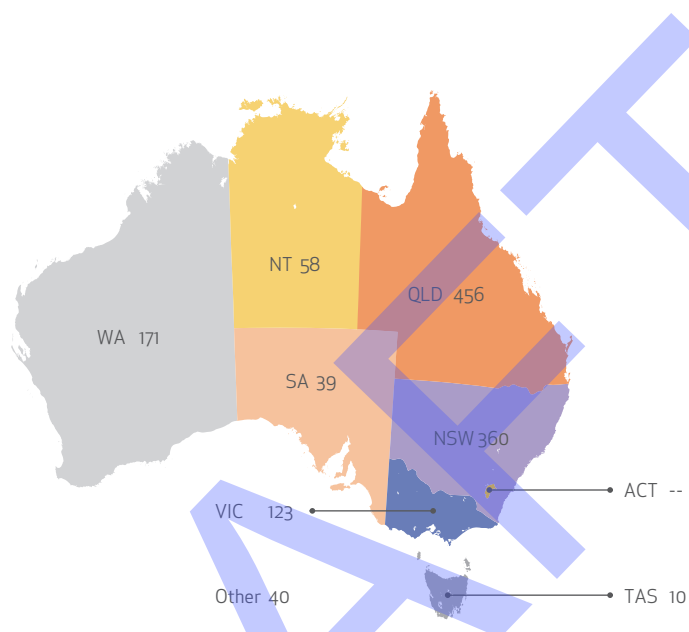 NT 58
QLD 456
WA 171
SA 39
NSW 360
ACT --
VIC 123
Other 40
TAS 10